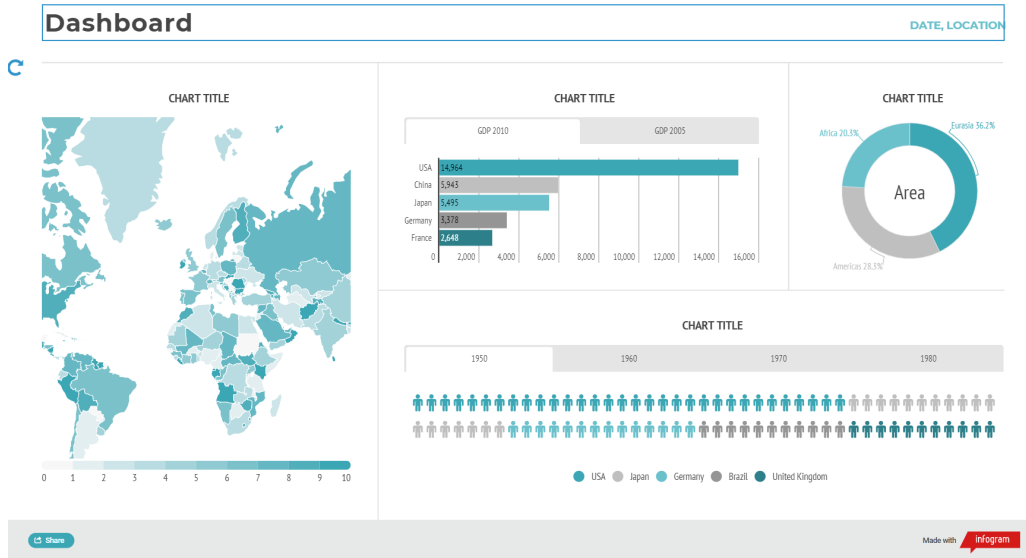 Dashboard
DATE, LOCATION
CHART TITLE
0 1 2 3 4 5 6 7 8 9 10
CHART TITLE
GDP 2010 GDP 2005
USA 14,964
China 5,943
Japan 5,495
Germany 3,378
France 2,648
0 2,000 4,000 6,000 8,000 10,000 12,000 14,000 16,000
CHART TITLE
Africa 20.3% Eurasia 36.2%
Area
Americas 28.5%
CHART TITLE
1950 1960 1970 1980
USA Japan Germany Brazil United Kingdom
Share
Made with infogram